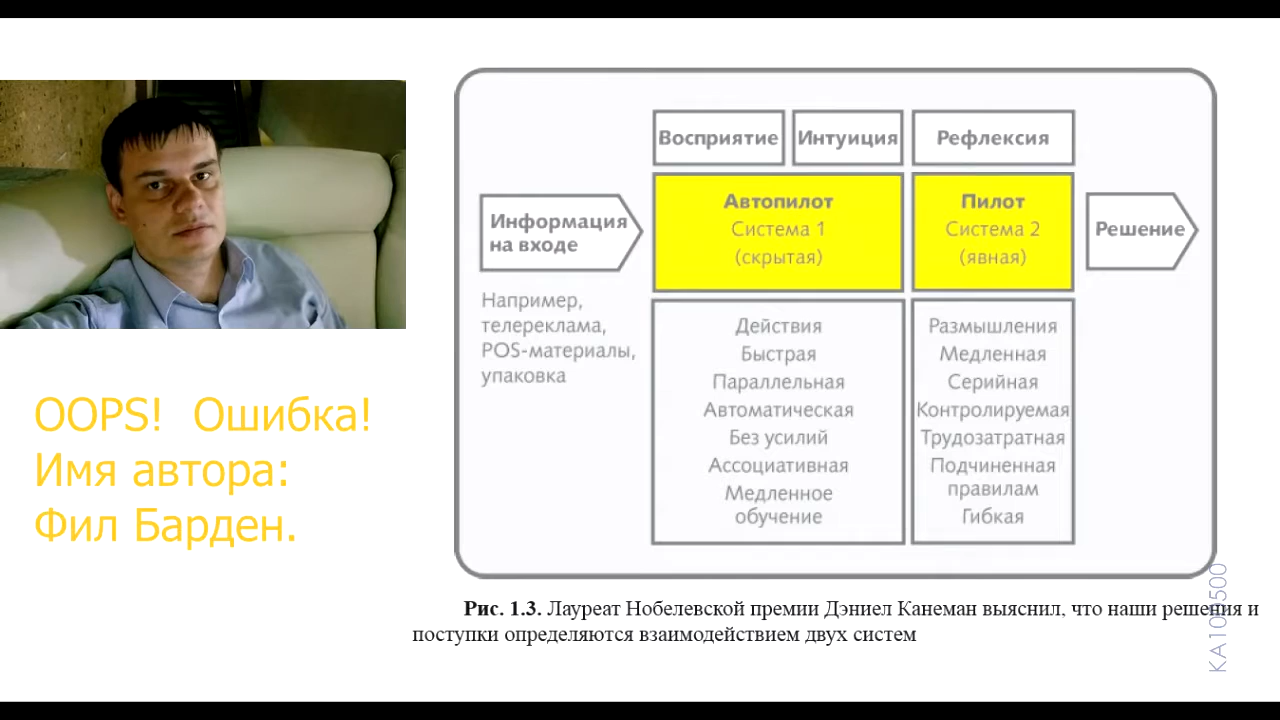 OOPS!  Ошибка!
Имя автора:
Фил Барден.
Восприятие
Интуиция
Рефлексия
Информация
на входе
Например,
телереклама,
POS-материалы,
упаковка
Автопилот
Система 1
(скрытая)
Пилот
Система 2
(явная)
Решение
Действия
Быстрая
Параллельная
Автоматическая
Без усилий
Ассоциативная
Медленное
обучение
Размышления
Медленная
Серийная
Контролируемая
Трудозатратная
Подчиненная
правилам
Гибкая
Рис. 1.3. Лауреат Нобелевской премии Дэниел Канеман выяснил, что наши решения и
поступки определяются взаимодействием двух систем
KA100500